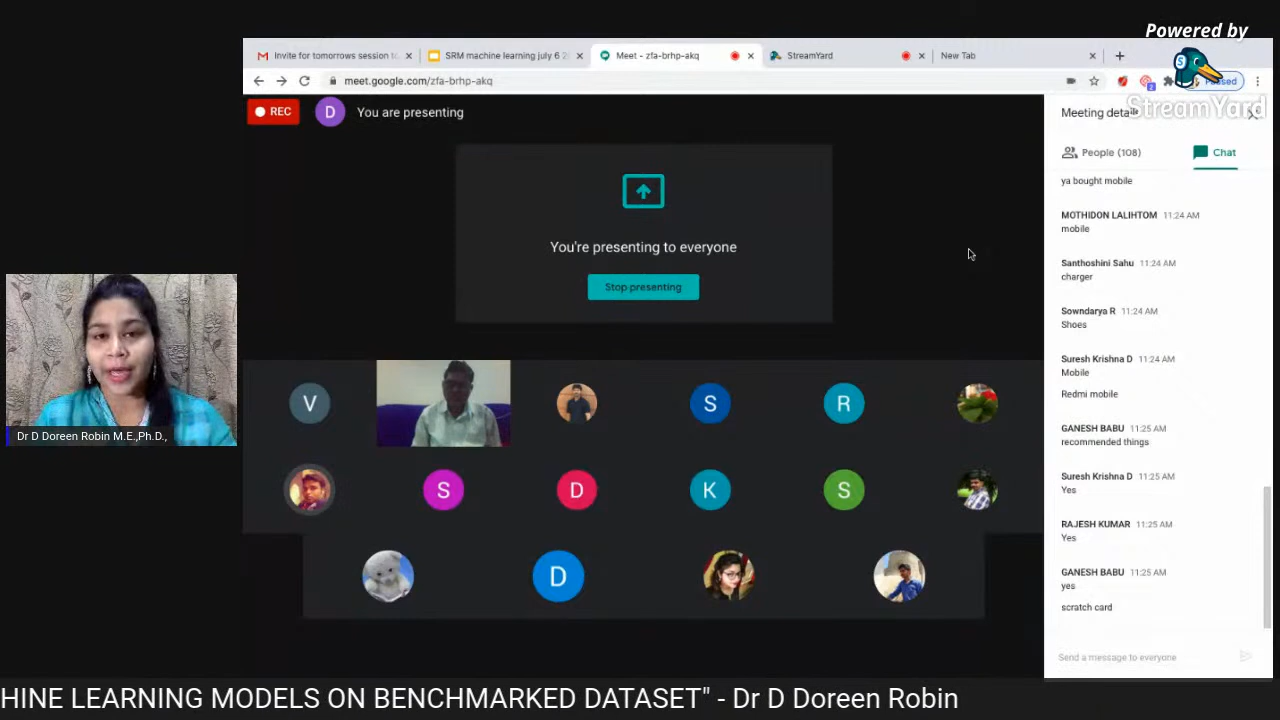 Powered by
StreamYard
Invite for tomorrows session to
SRM machine learning july 6 2
Meet - zfa-brhp-akq
StreamYard
New Tab
meet.google.com/zfa-brhp-akq
Paused
REC
D
You are presenting
Meeting details
People (108)
Chat
You're presenting to everyone
Stop presenting
ya bought mobile
MOTHIDON LALIHTOM 11:24 AM
mobile
Santhoshini Sahu 11:24 AM
charger
Sowndarya R 11:24 AM
Shoes
Suresh Krishna D 11:24 AM
Mobile
Redmi mobile
GANESH BABU 11:25 AM
recommended things
Suresh Krishna D 11:25 AM
Yes
RAJESH KUMAR 11:25 AM
Yes
GANESH BABU 11:25 AM
yes
scratch card
Send a message to everyone
V
S
R
S
D
K
S
D
Dr D Doreen Robin M.E.,Ph.D.,
HINE LEARNING MODELS ON BENCHMARKED DATASET" - Dr D Doreen Robin